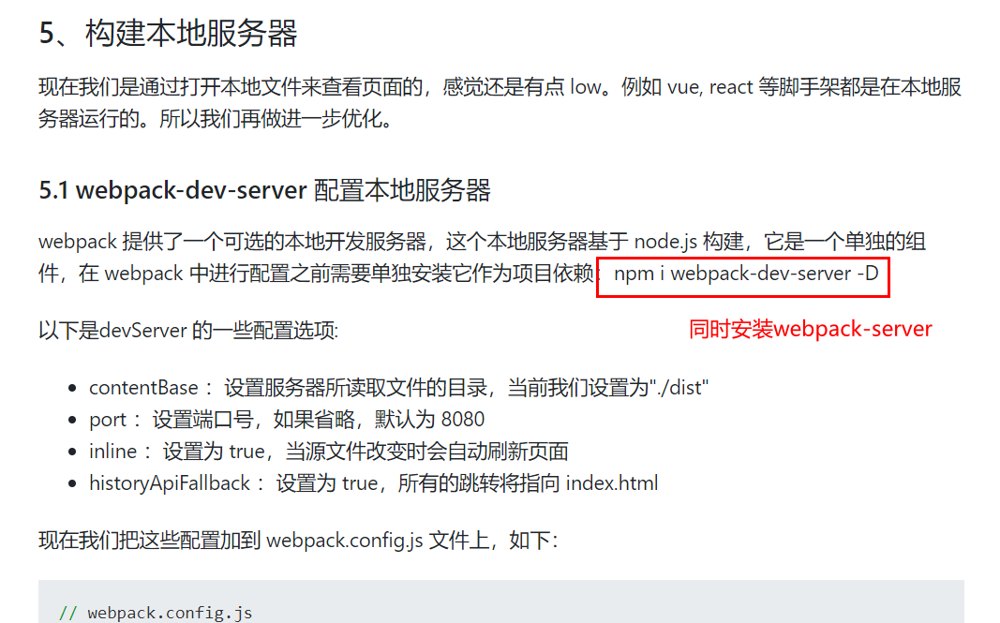 5、构建本地服务器
现在我们是通过打开本地文件来查看页面的，感觉还是有点 low。例如 vue, react 等脚手架都是在本地服
务器运行的。所以我们再做进一步优化。
5.1 webpack-dev-server 配置本地服务器
webpack 提供了一个可选的本地开发服务器，这个本地服务器基于 node.js 构建，它是一个单独的组
件，在 webpack 中进行配置之前需要单独安装它作为项目依赖：npm i webpack-dev-server -D
以下是devServer 的一些配置选项:
同时安装webpack-server
• contentBase ：设置服务器所读取文件的目录，当前我们设置为"./dist"
• port ：设置端口号，如果省略，默认为 8080
• inline ：设置为 true，当源文件改变时会自动刷新页面
• historyApiFallback ：设置为 true，所有的跳转将指向 index.html
现在我们把这些配置加到 webpack.config.js 文件上，如下：
// webpack.config.js